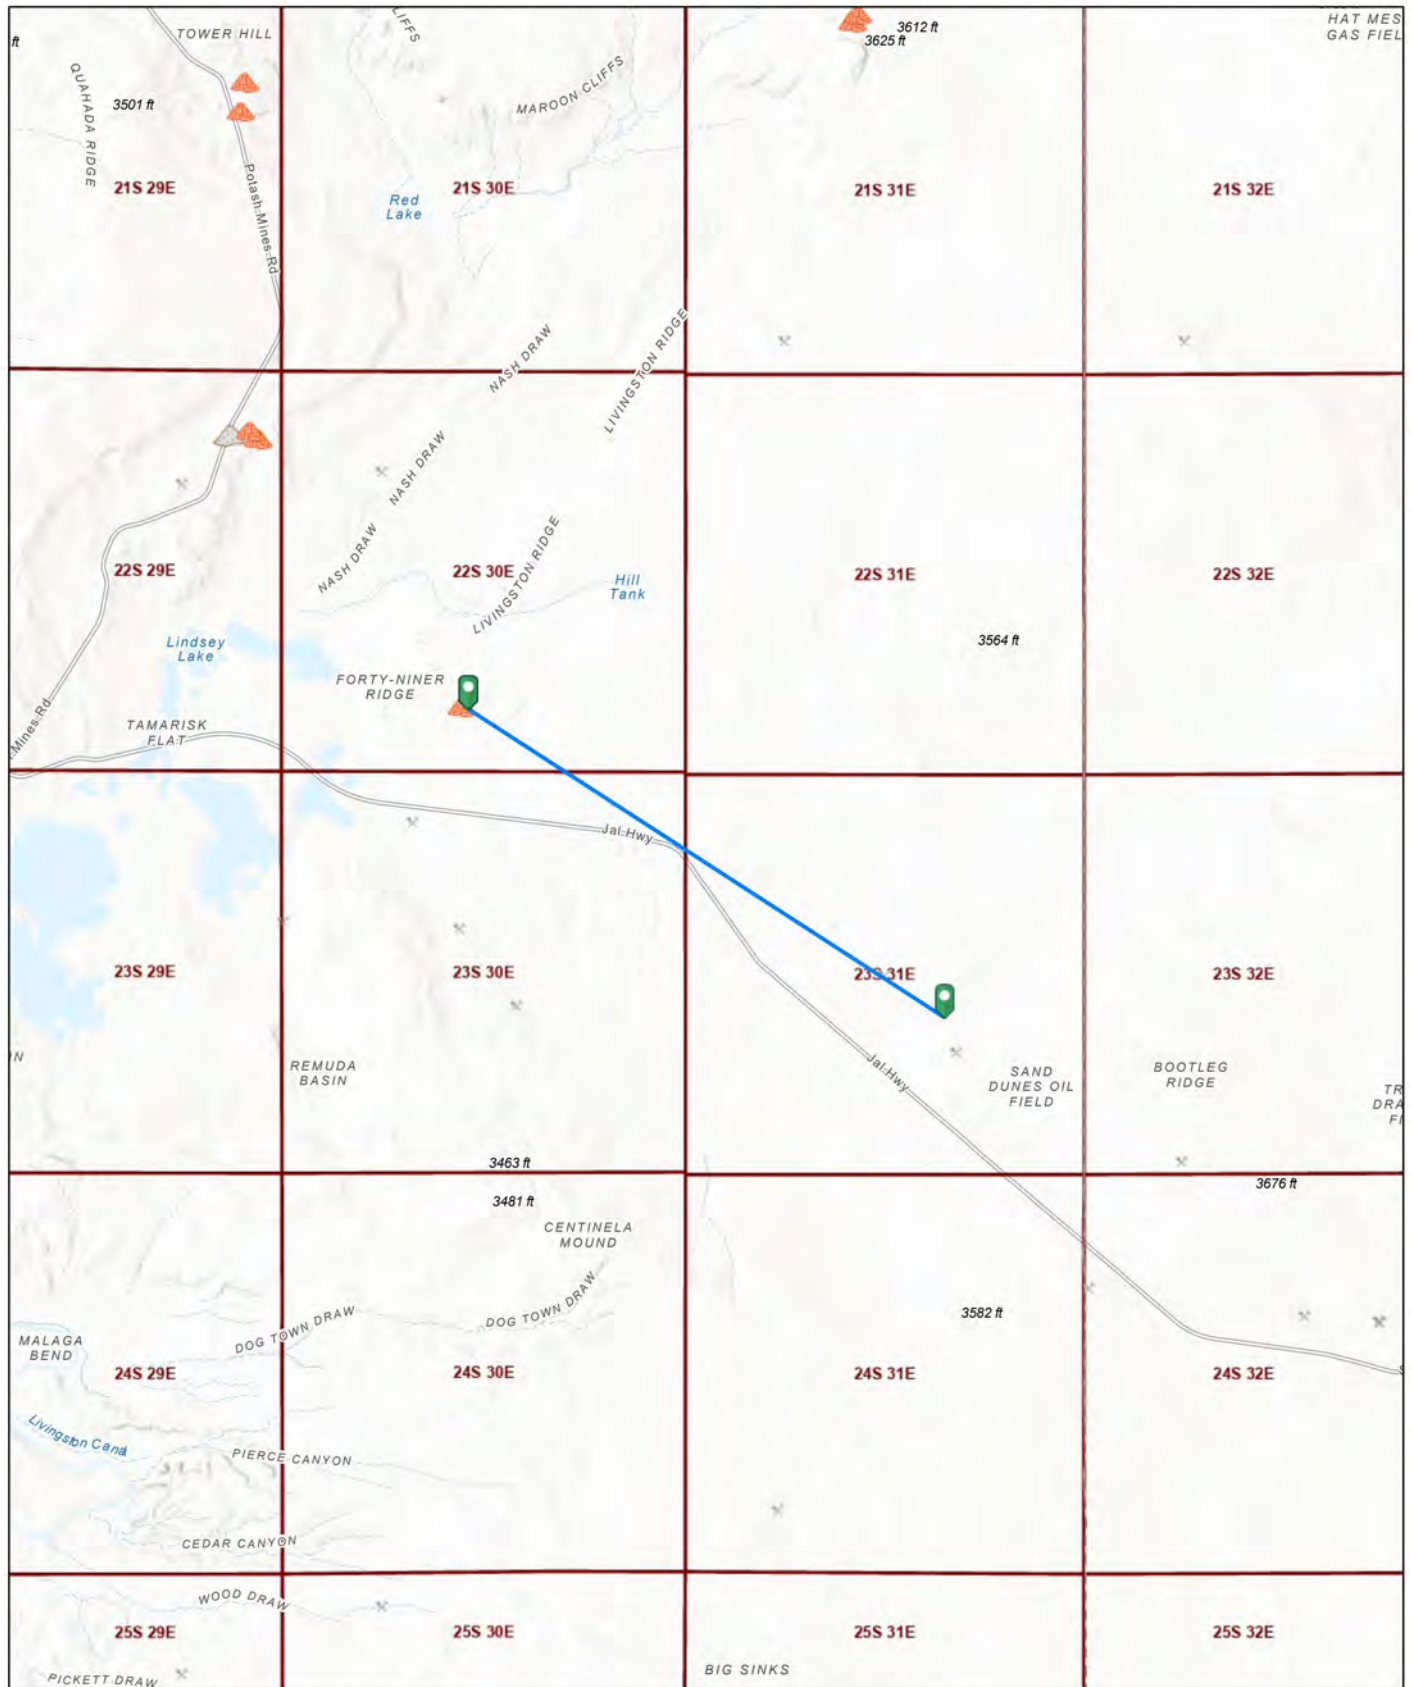 TOWER HILL
LIFFS
3612 ft
3625 ft
HAT MES
GAS FIEL
ft
QUAHADA RIDGE
3501 ft
MAROON CLIFFS
21S 29E
Potash Mines Rd
Red
Lake
21S 30E
21S 31E
21S 32E
NASH DRAW
LIVINGSTON RIDGE
NASH DRAW
NASH DRAW
LIVINGSTON RIDGE
22S 29E
22S 30E
Hill
Tank
22S 31E
22S 32E
Lindsey
Lake
3564 ft
FORTY-NINER
RIDGE
Mines Rd
TAMARISK
FLAT
Jal Hwy
23S 29E
23S 30E
23S 31E
23S 32E
IN
REMUDA
BASIN
Jal Hwy
SAND
DUNES OIL
FIELD
BOOTLEG
RIDGE
TR
DRA
FI
3463 ft
3481 ft
3676 ft
CENTINELA
MOUND
DOG TOWN DRAW
DOG TOWN DRAW
3582 ft
MALAGA
BEND
24S 29E
24S 30E
24S 31E
24S 32E
Livingston Canal
PIERCE CANYON
CEDAR CANYON
WOOD DRAW
25S 29E
25S 30E
25S 31E
25S 32E
PICKETT DRAW
BIG SINKS